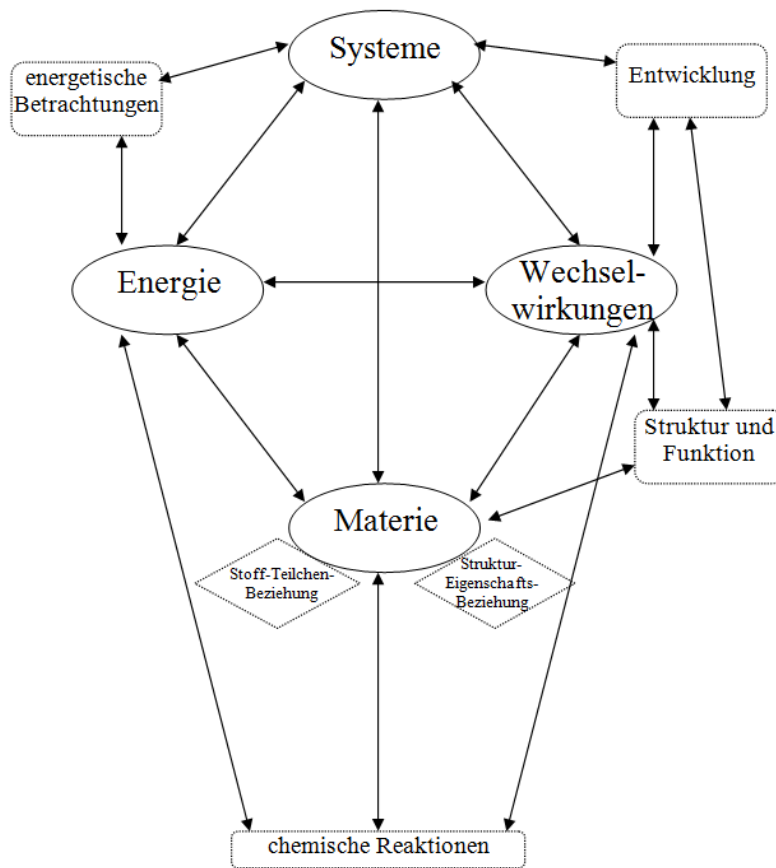 Systeme
energetische
Betrachtungen
Entwicklung
Energie
Wechsel-
wirkungen
Struktur und
Funktion
Materie
Stoff-Teilchen-
Beziehung
Struktur-
Eigenschafts-
Beziehung
chemische Reaktionen